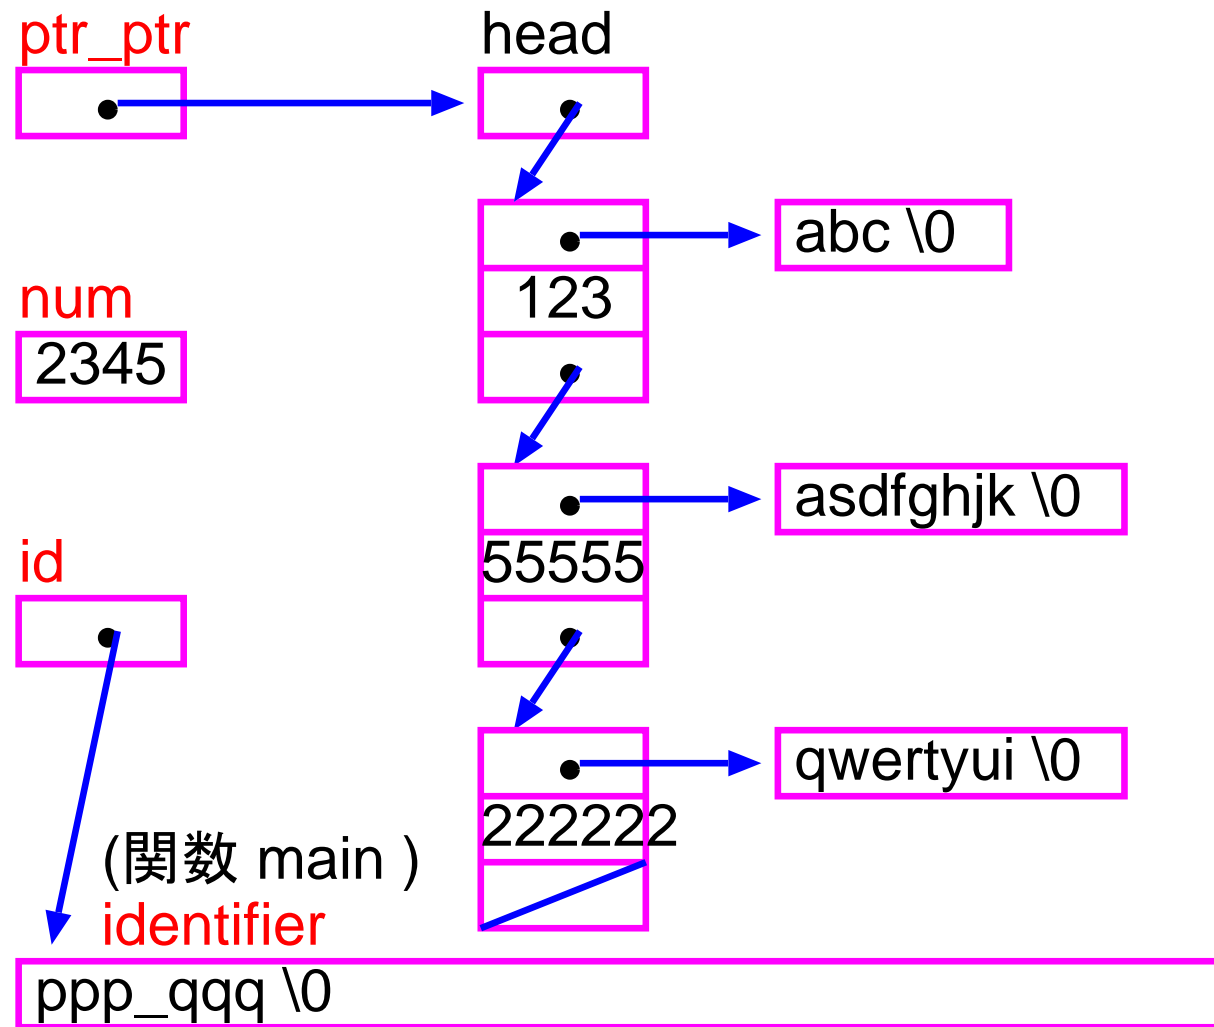 ptr_ptr
head
abc \0
num
123
2345
asdfghjk \0
id
55555
qwertyui \0
222222
(関数 main )
identifier
ppp_qqq \0